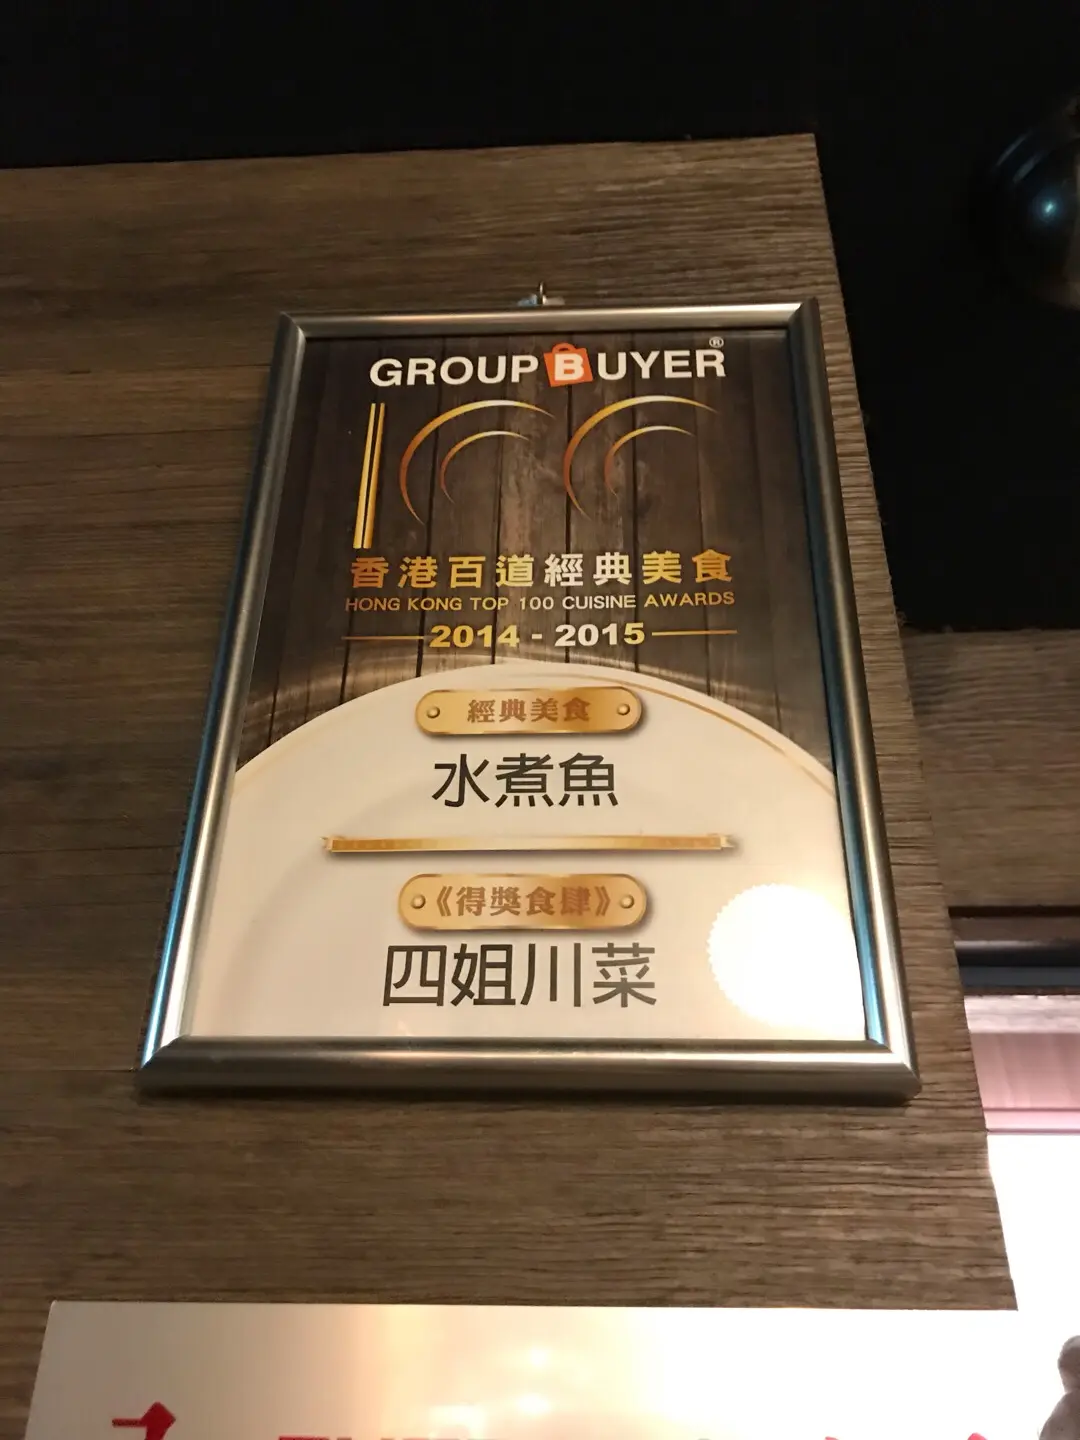 GROUP BUYER®
100
香港百道經典美食
HONG KONG TOP 100 CUISINE AWARDS
2014 - 2015
經典美食
水煮魚
《得獎食肆》
四姐川菜